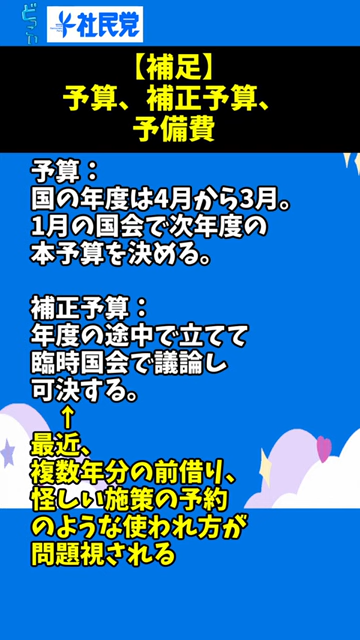 社民党
【補足】
予算、補正予算、
予備費
予算：
国の年度は4月から3月。
1月の国会で次年度の
本予算を決める。
補正予算：
年度の途中で立てて
臨時国会で議論し
可決する。
↑
最近、
複数年分の前借り、
怪しい施策の予約
のような使われ方が
問題視される